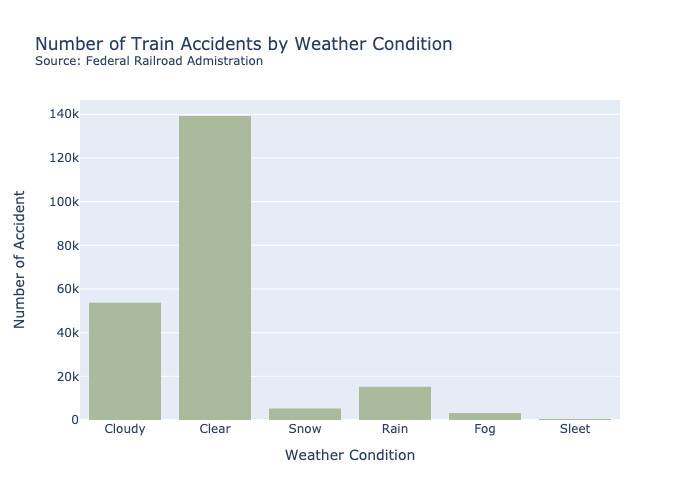 Number of Train Accidents by Weather Condition
Source: Federal Railroad Admistration
140k
120k
100k
80k
60k
40k
20k
0
Number of Accident
Cloudy Clear Snow Rain Fog Sleet
Weather Condition